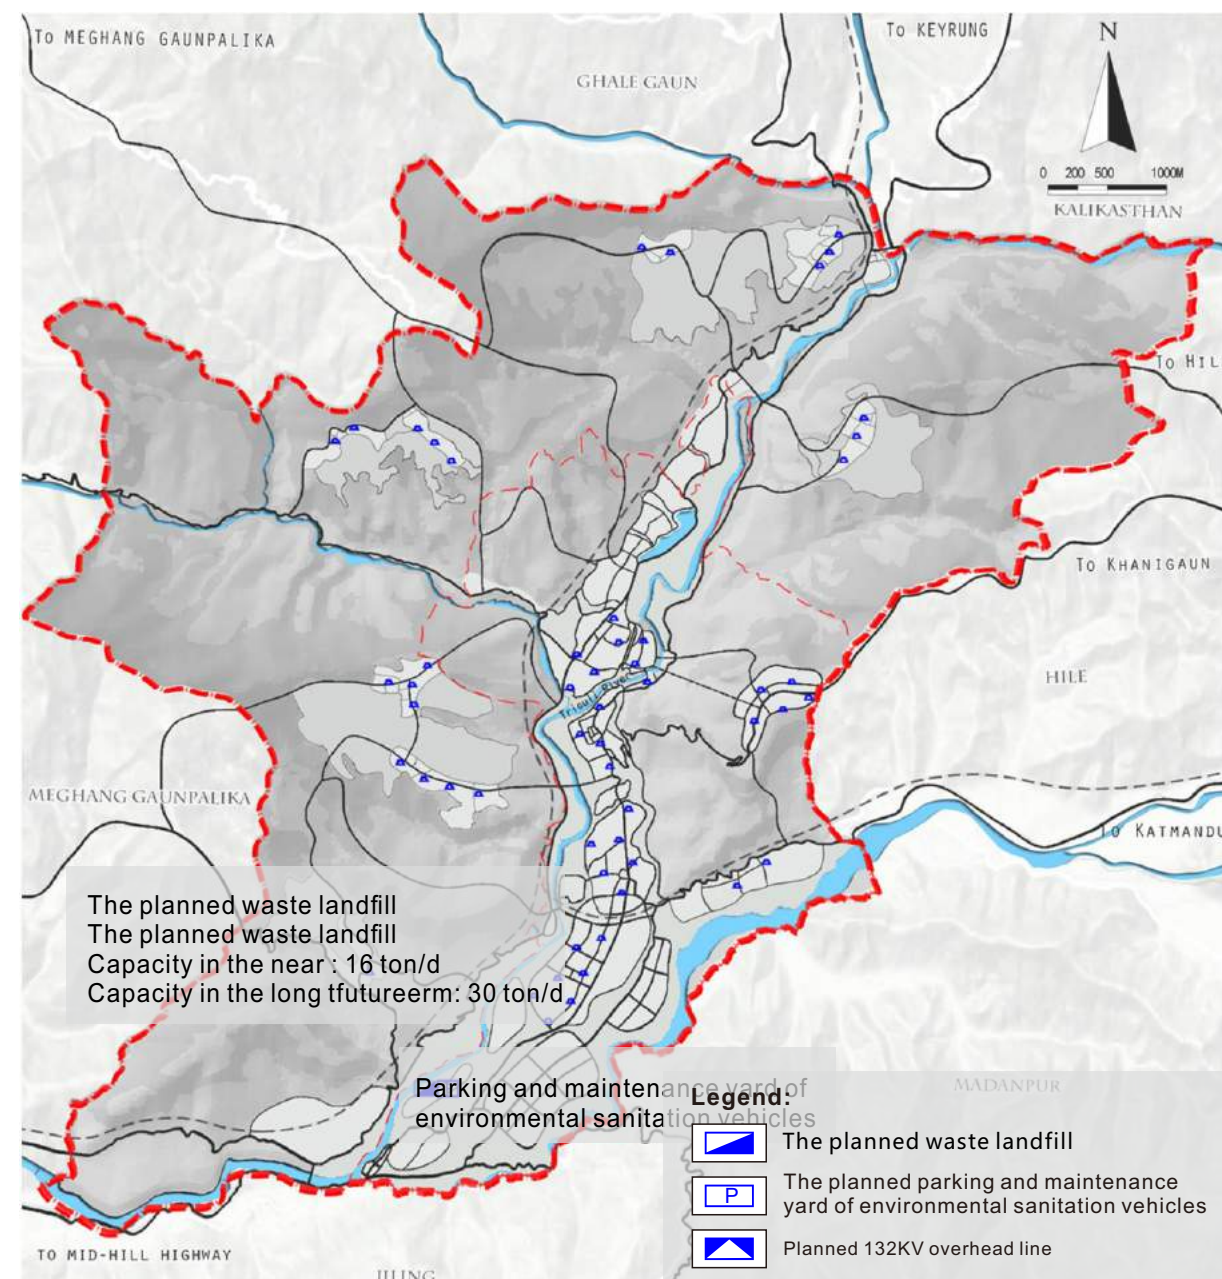 To MEGHANG GAUNPALIKA
To KEYRUNG
N
GHALE GAUN
0 200 500 1000M
KALIKASTHAN
To HIL
To KHANIGAUN
HILE
Trisuli River
MEGHANG GAUNPALIKA
To KATMANDU
The planned waste landfill
The planned waste landfill
Capacity in the near : 16 ton/d
Capacity in the long tfutureerm: 30 ton/d
Parking and maintenance yard of
environmental sanitation vehicles
MADANPUR
Legend:
The planned waste landfill
P
The planned parking and maintenance
yard of environmental sanitation vehicles
Planned 132KV overhead line
TO MID-HILL HIGHWAY
JILING